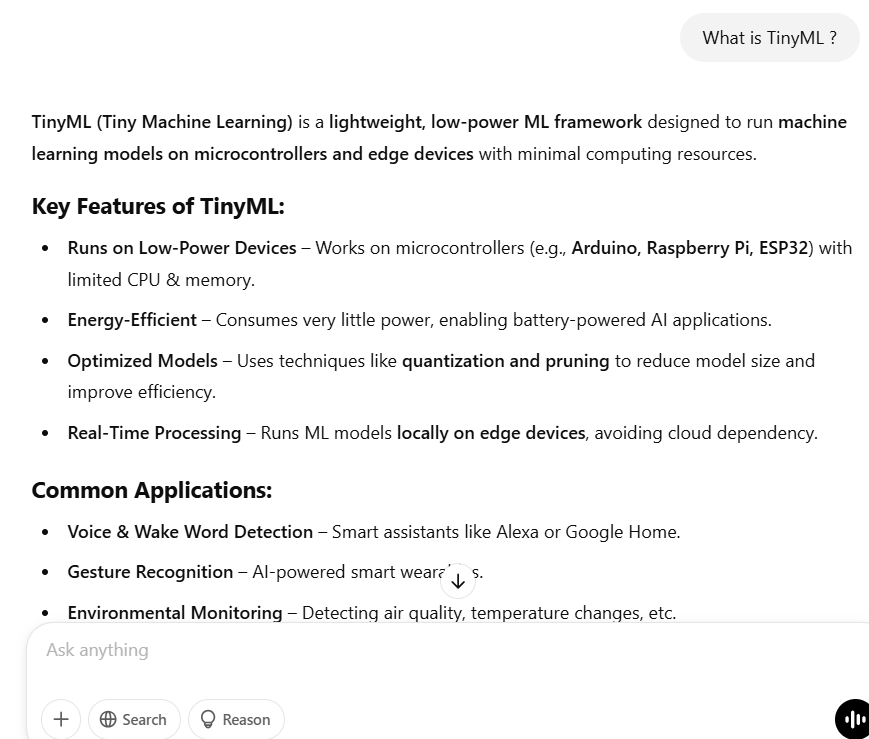 What is TinyML ?
TinyML (Tiny Machine Learning) is a lightweight, low-power ML framework designed to run machine
learning models on microcontrollers and edge devices with minimal computing resources.
Key Features of TinyML:
• Runs on Low-Power Devices – Works on microcontrollers (e.g., Arduino, Raspberry Pi, ESP32) with
limited CPU & memory.
• Energy-Efficient – Consumes very little power, enabling battery-powered AI applications.
• Optimized Models – Uses techniques like quantization and pruning to reduce model size and
improve efficiency.
• Real-Time Processing – Runs ML models locally on edge devices, avoiding cloud dependency.
Common Applications:
• Voice & Wake Word Detection – Smart assistants like Alexa or Google Home.
• Gesture Recognition – AI-powered smart
• Environmental Monitoring – Detecting air quality, temperature changes, etc.
Ask anything
Search
Reason